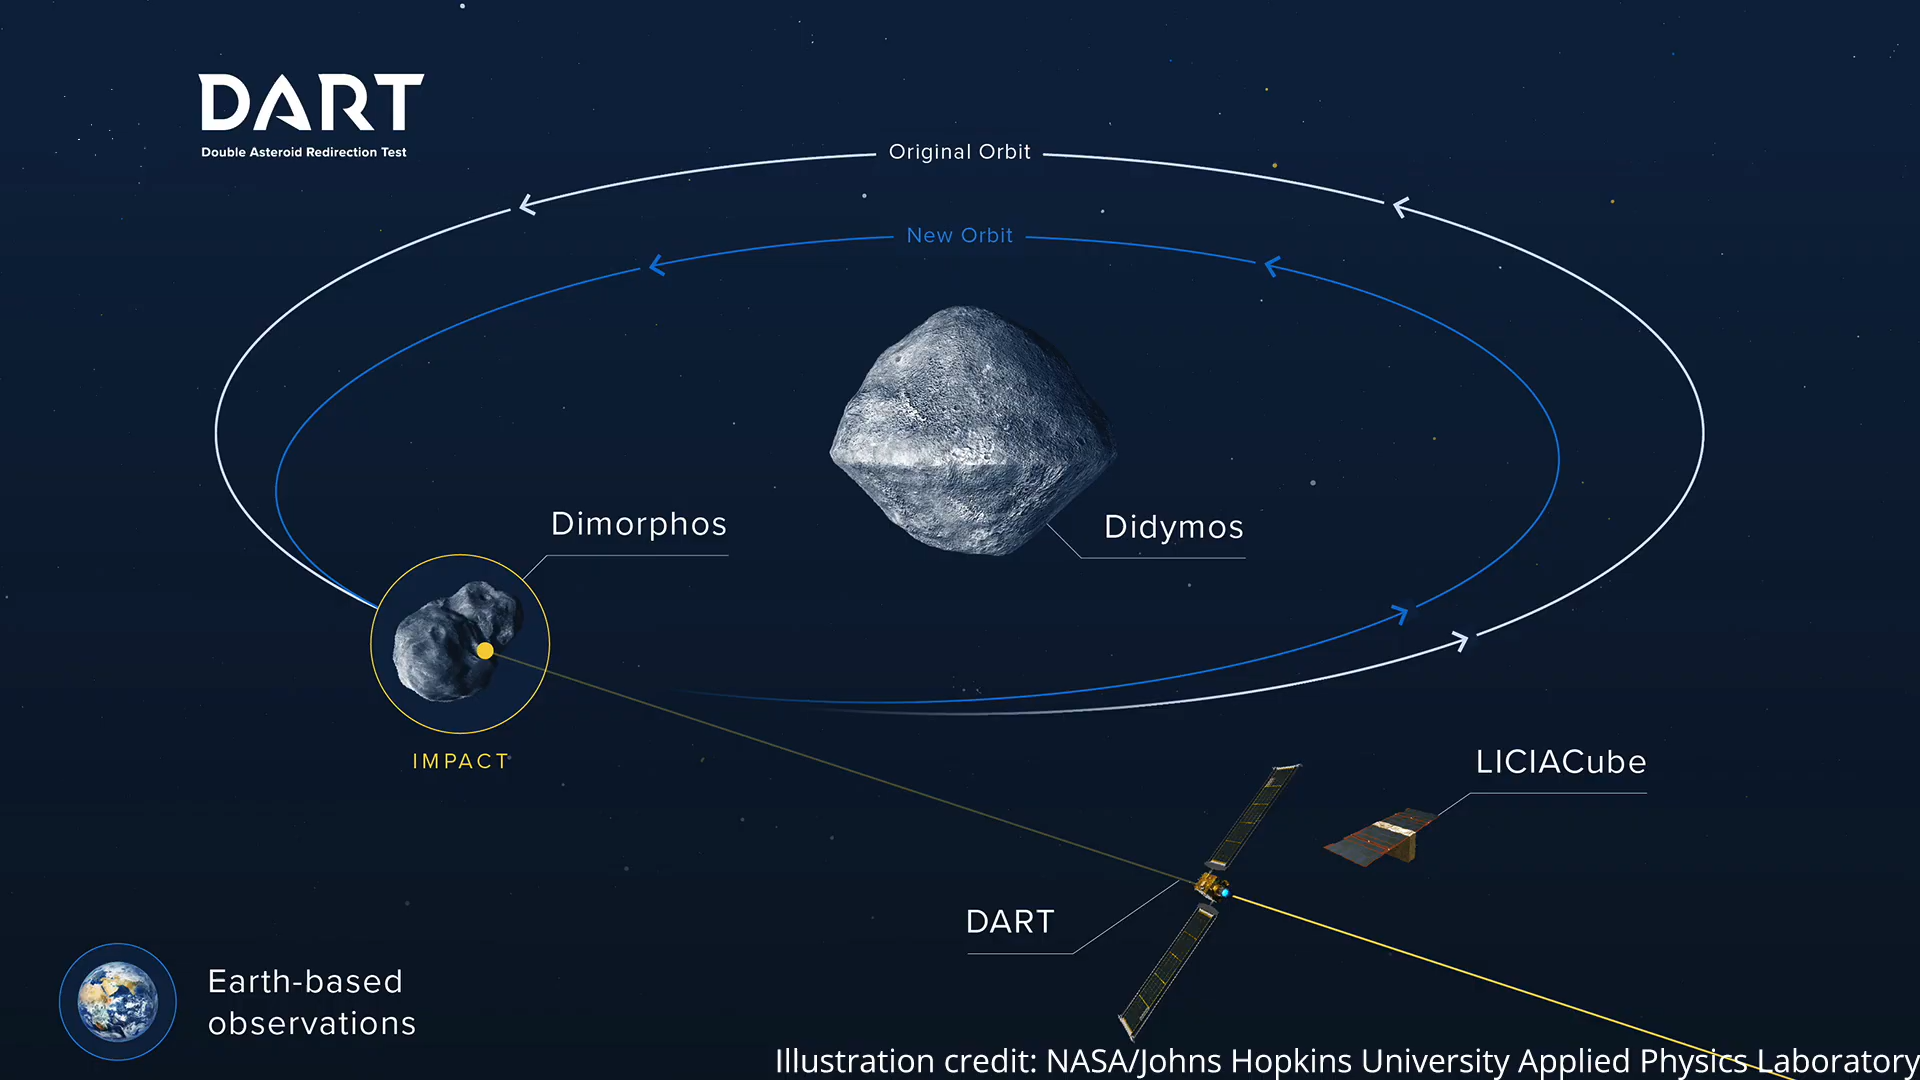 DART
Double Asteroid Redirection Test
Original Orbit
New Orbit
Dimorphos
Didymos
IMPACT
LICIACube
DART
Earth-based
observations
Illustration credit: NASA/Johns Hopkins University Applied Physics Laboratory